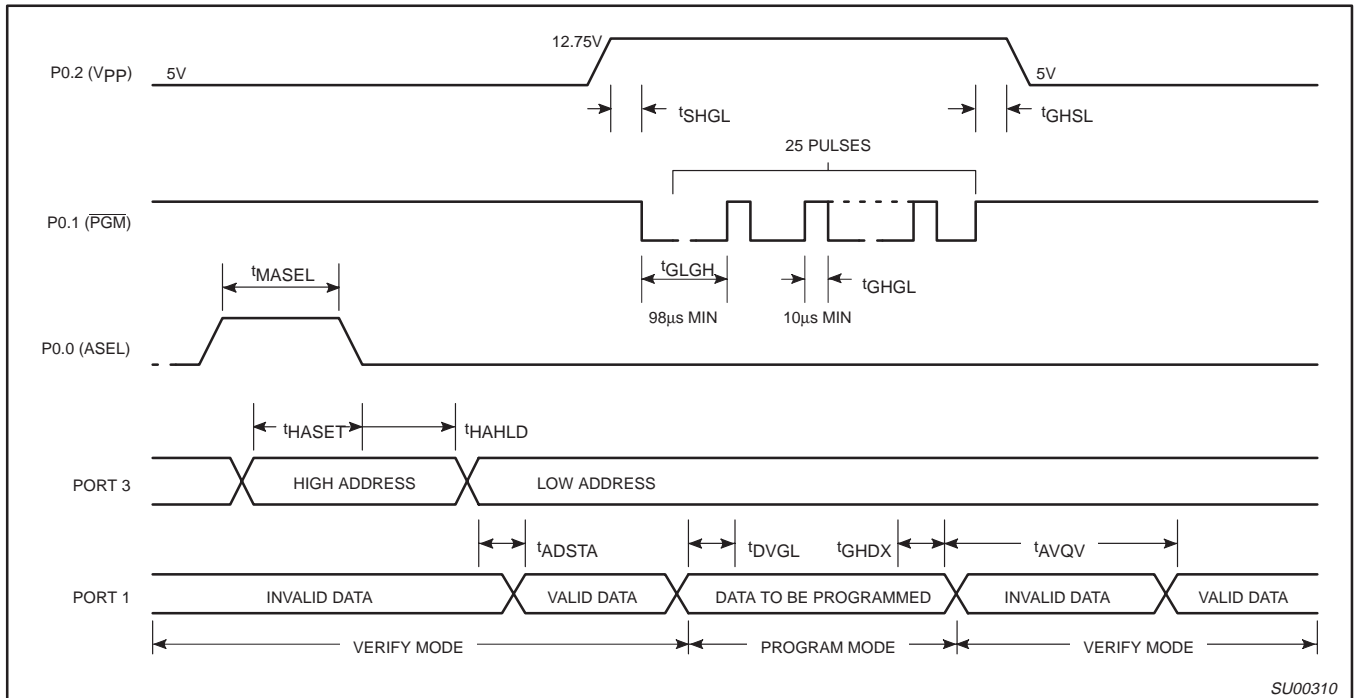 12.75V
P0.2 (VPP)
5V
5V
tSHGL
tGHSL
25 PULSES
P0.1 (PGM)
tMASEL
tGLGH
tGHGL
98µs MIN
10µs MIN
P0.0 (ASEL)
tHASET
tHAHLD
PORT 3
HIGH ADDRESS
LOW ADDRESS
tADSTA
tDVGL
tGHDX
tAVQV
PORT 1
INVALID DATA
VALID DATA
DATA TO BE PROGRAMMED
INVALID DATA
VALID DATA
VERIFY MODE
PROGRAM MODE
VERIFY MODE
SU00310